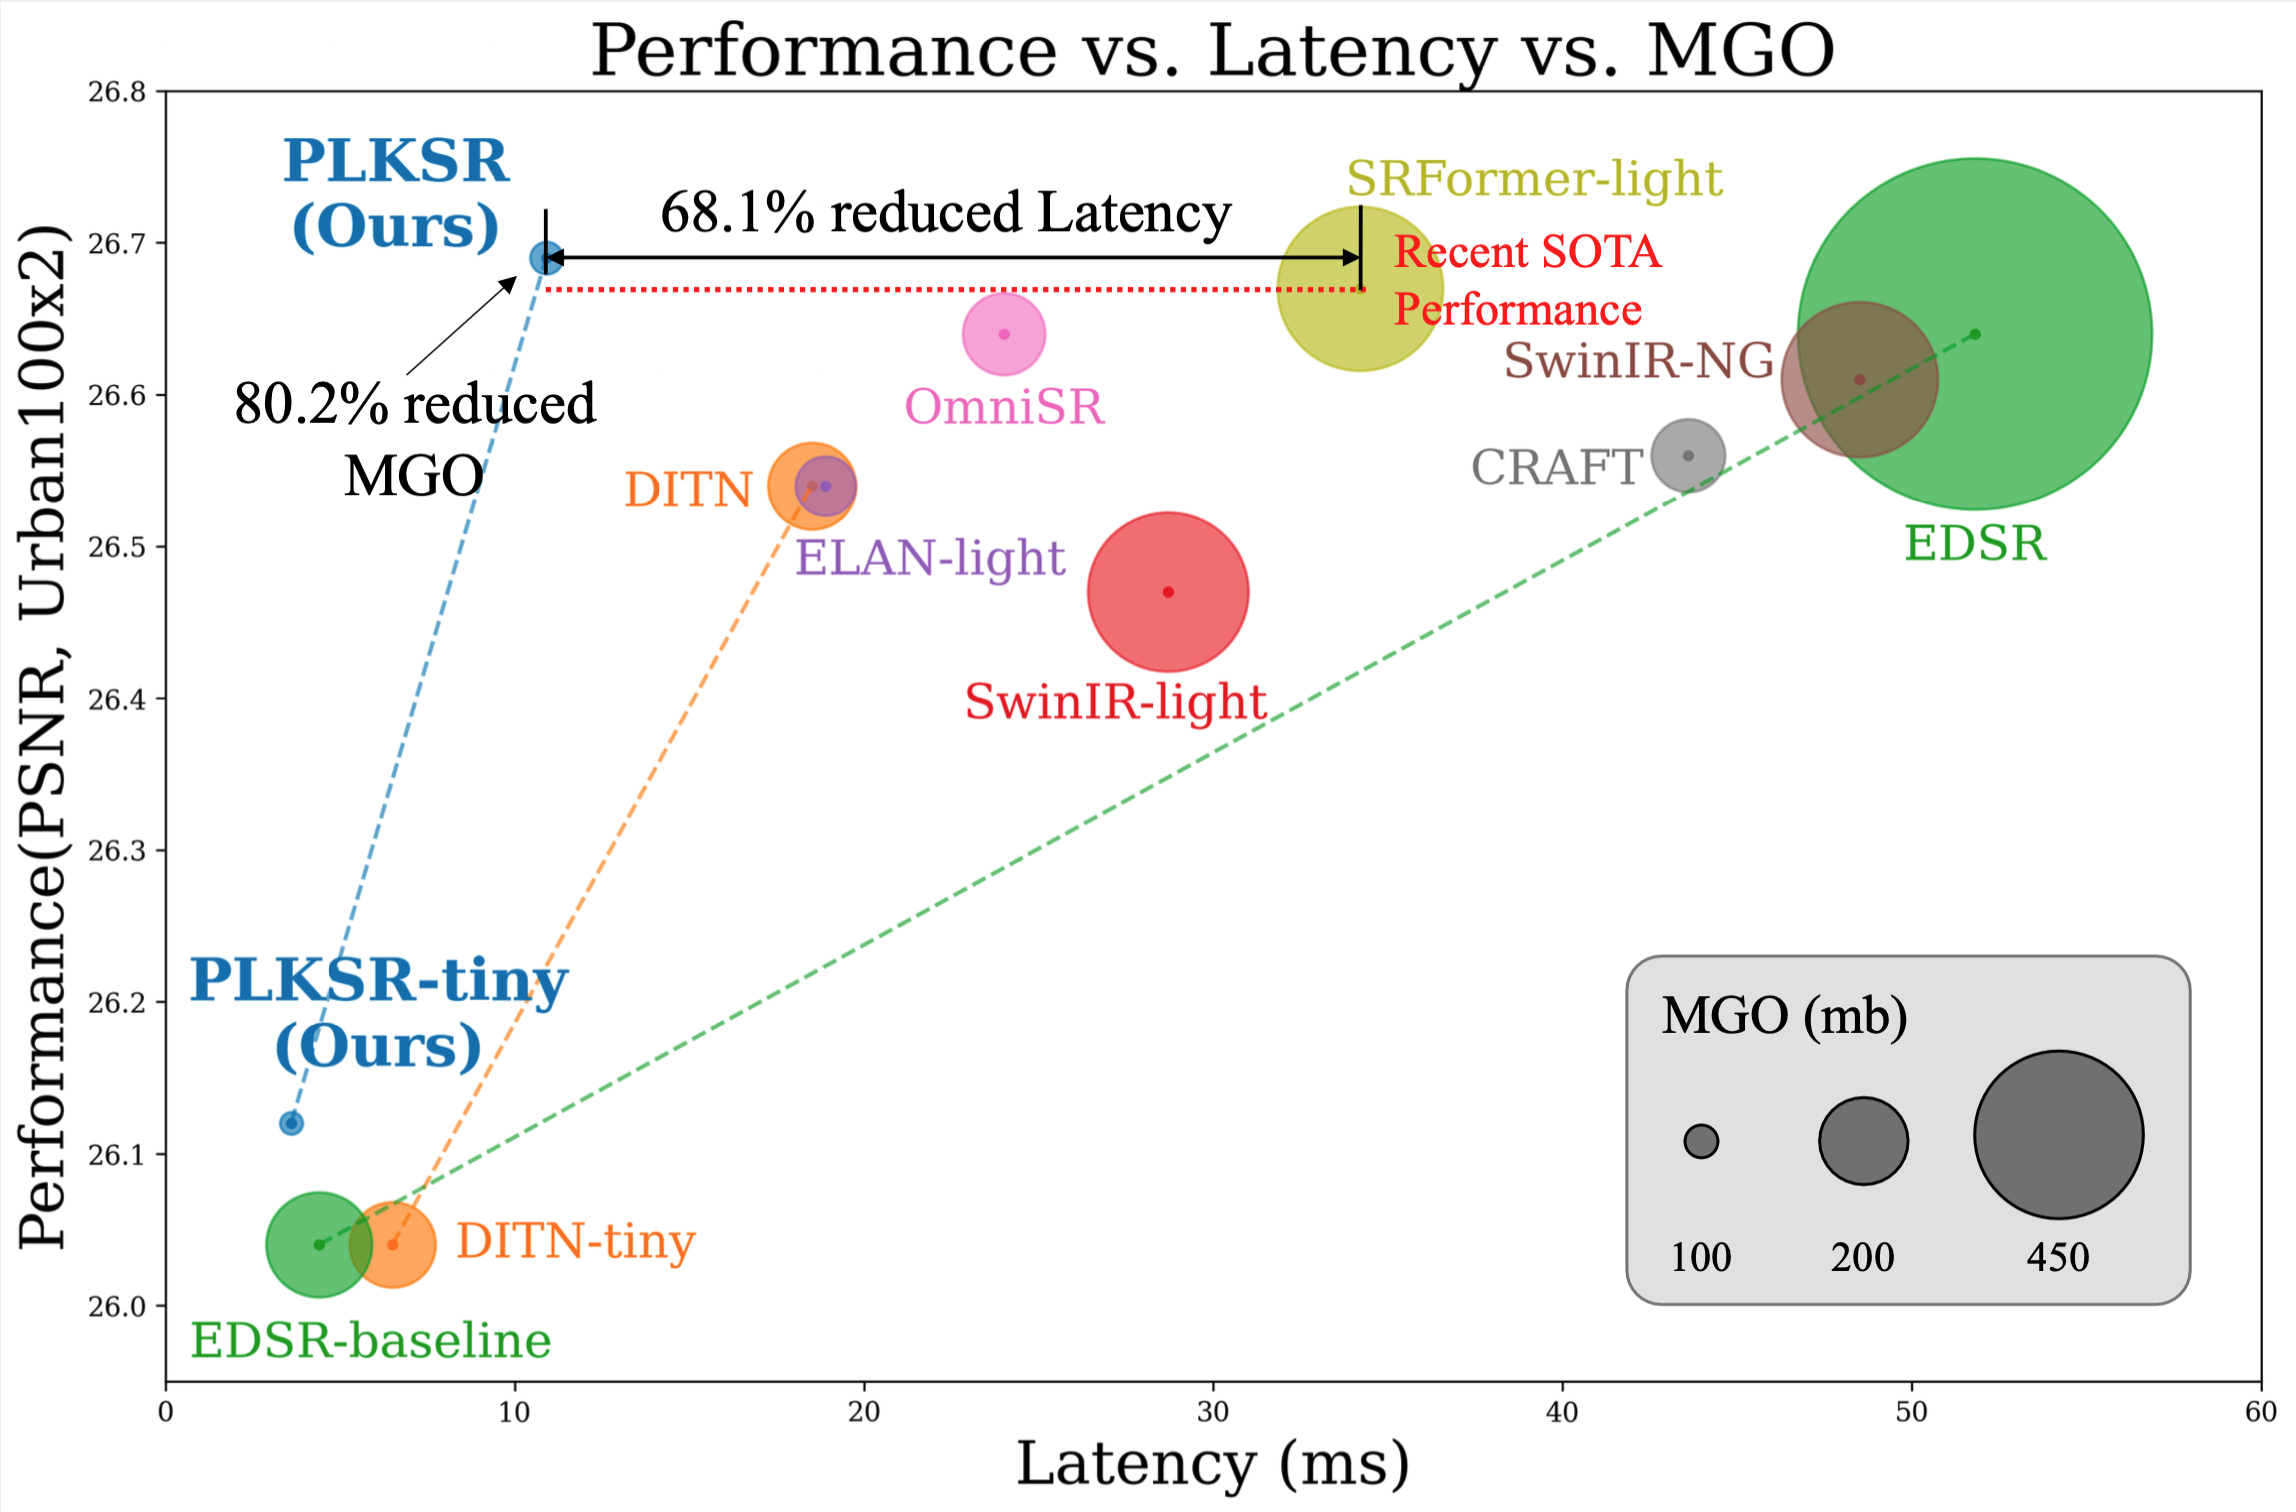 Performance vs. Latency vs. MGO
Performance(PSNR, Urban100x2)
26.8
26.7
26.6
26.5
26.4
26.3
26.2
26.1
26.0
PLKSR
(Ours)
68.1% reduced Latency
SRFormer-light
Recent SOTA
Performance
80.2% reduced
MGO
OmniSR
SwinIR-NG
CRAFT
DITN
ELAN-light
EDSR
SwinIR-light
PLKSR-tiny
(Ours)
DITN-tiny
EDSR-baseline
MGO (mb)
100 200 450
0 10 20 30 40 50 60
Latency (ms)